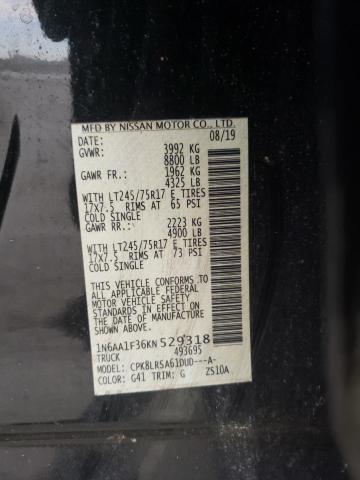 MFD BY NISSAN MOTOR CO., LTD.
DATE: 08/19
GVWR: 3992 KG
8800 LB
GAWR FR.: 1962 KG
4325 LB
WITH LT245/75R17 E TIRES
17x7.5 RIMS AT 65 PSI
COLD SINGLE
GAWR RR.: 2223 KG
4900 LB
WITH LT245/75R17 E TIRES
17x7.5 RIMS AT 73 PSI
COLD SINGLE
THIS VEHICLE CONFORMS TO ALL
APPLICABLE FEDERAL
MOTOR VEHICLE SAFETY
STANDARDS IN EFFECT ON
THE DATE OF MANUFACTURE
SHOWN ABOVE.
1N6AA1F36KN 529318
TRUCK 493695
MODEL: CPK8LRSA61DUD---A-
COLOR: G41 TRIM: G ZS10A